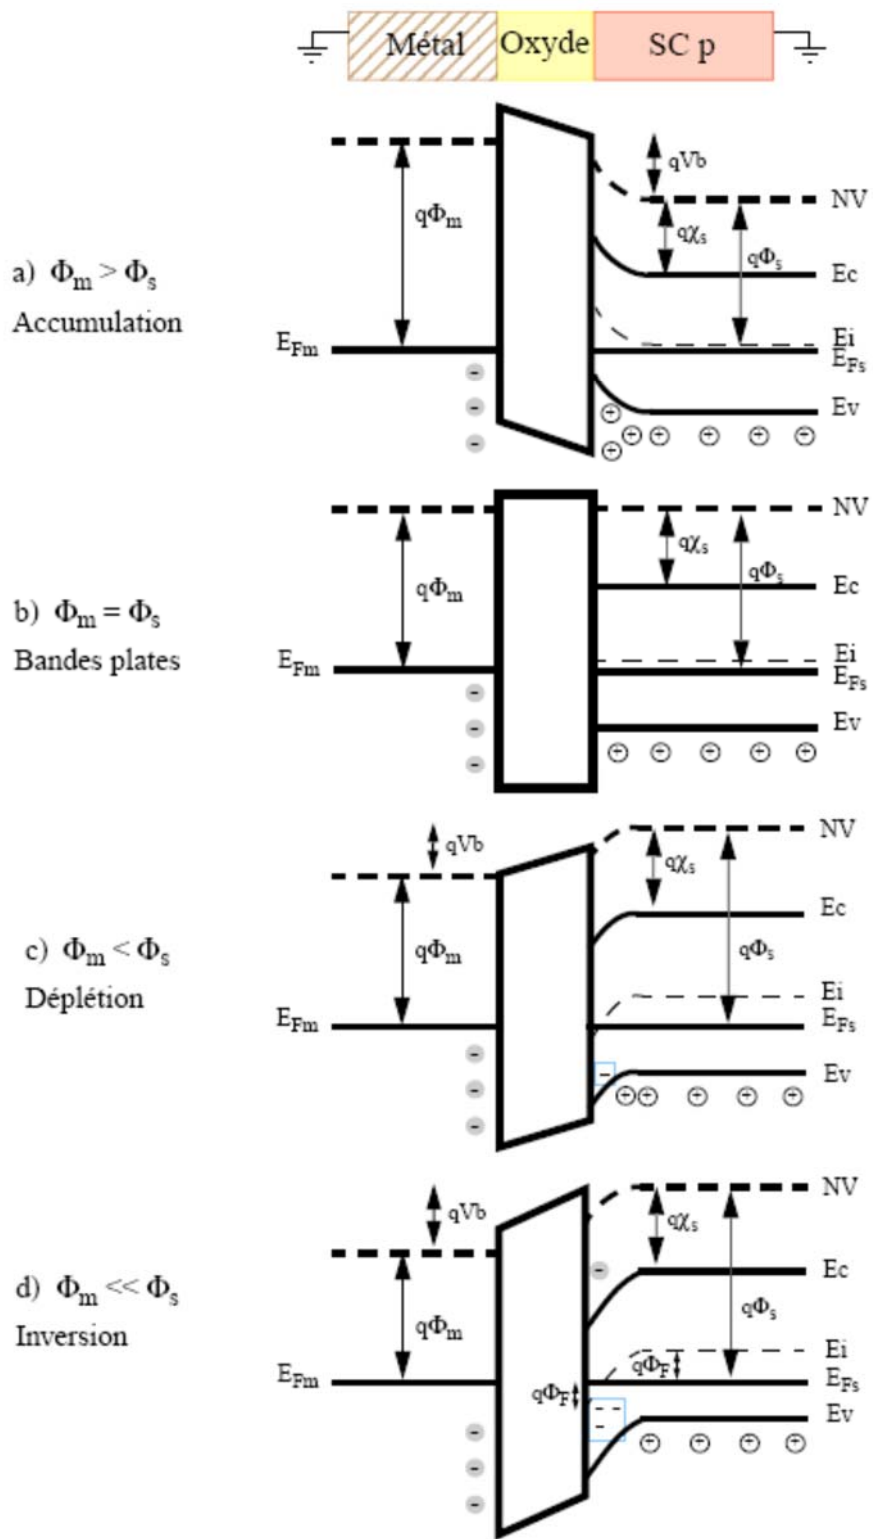 Métal Oxyde SC p
qVb
NV
qΦm
qχs
a) Φm > Φs
qΦs
Ec
Accumulation
EFm
Ei
EFs
Ev
NV
qχs
qΦm
qΦs
Ec
b) Φm = Φs
Bandes plates
EFm
Ei
EFs
Ev
NV
qVb
qχs
Ec
c) Φm < Φs
qΦm
qΦs
Déplétion
Ei
EFm
EFs
Ev
NV
qVb
qχs
Ec
d) Φm << Φs
qΦs
Inversion
qΦm
Ei
qΦF
EFm
EFs
qΦF
Ev